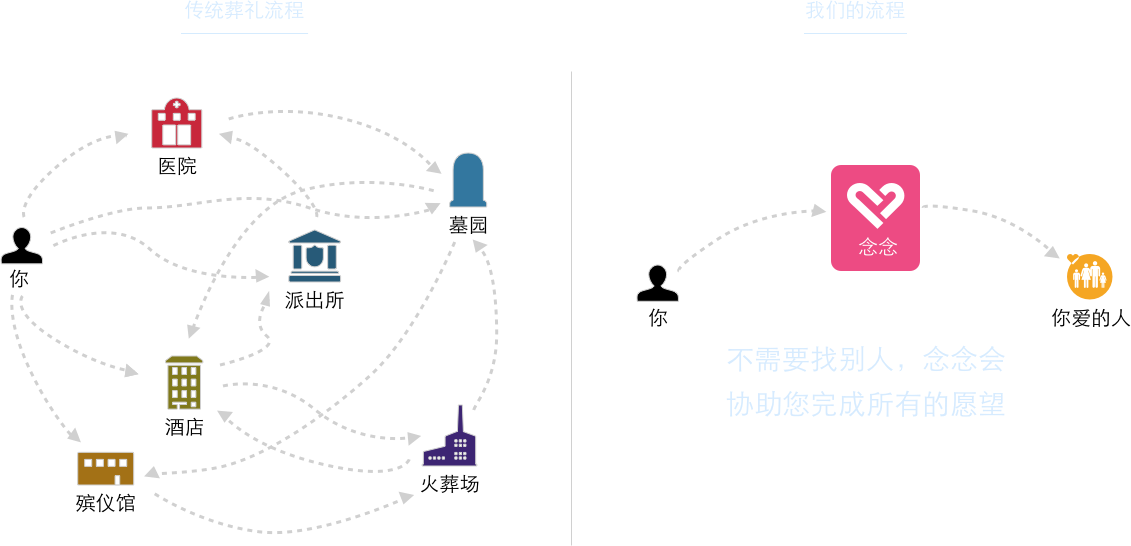 传统葬礼流程
我们的流程
医院
墓园
你
派出所
酒店
殡仪馆
火葬场
念念
你
你爱的人
不需要找别人，念念会
协助您完成所有的愿望